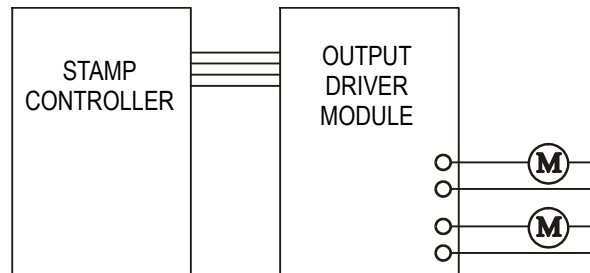 STAMP
CONTROLLER
OUTPUT
DRIVER
MODULE
M
M